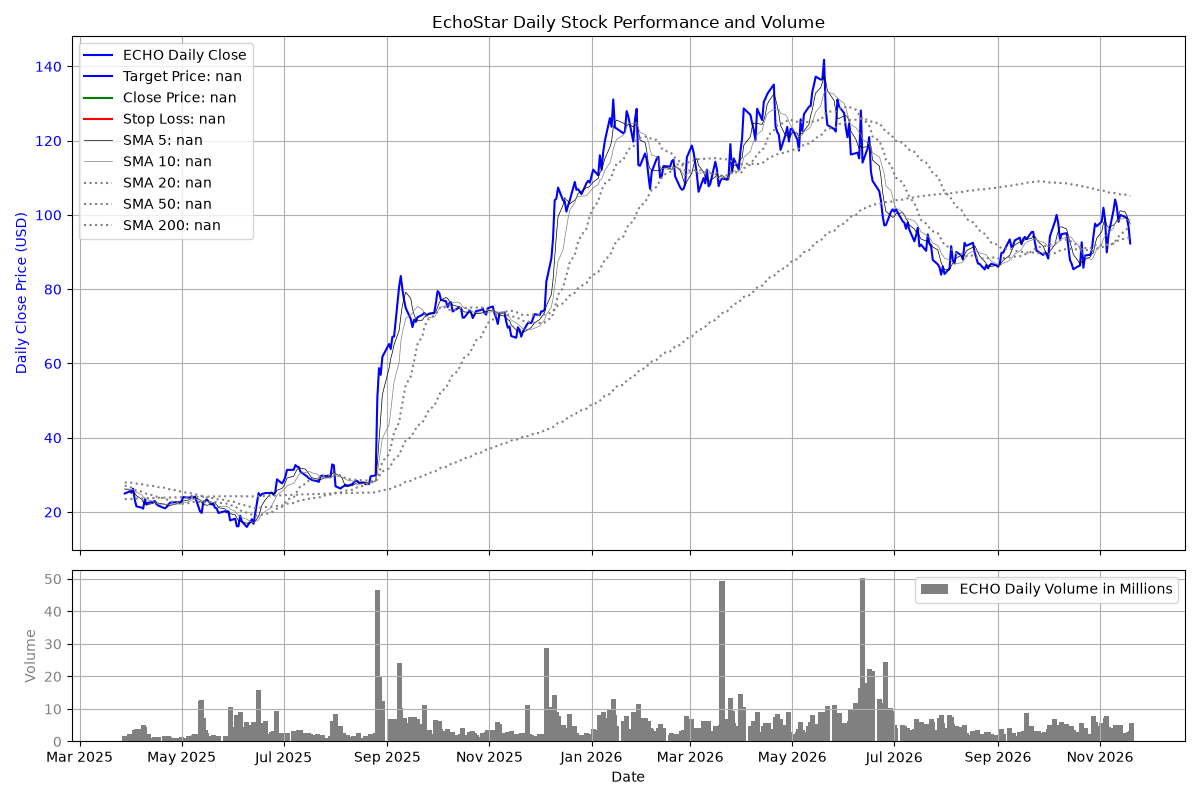 EchoStar Daily Stock Performance and Volume
Daily Close Price (USD)
140
120
100
80
60
40
20
ECHO Daily Close
Target Price: nan
Close Price: nan
Stop Loss: nan
SMA 5: nan
SMA 10: nan
SMA 20: nan
SMA 50: nan
SMA 200: nan
Volume
50
40
30
20
10
0
ECHO Daily Volume in Millions
Mar 2025 May 2025 Jul 2025 Sep 2025 Nov 2025 Jan 2026 Mar 2026 May 2026 Jul 2026 Sep 2026 Nov 2026
Date